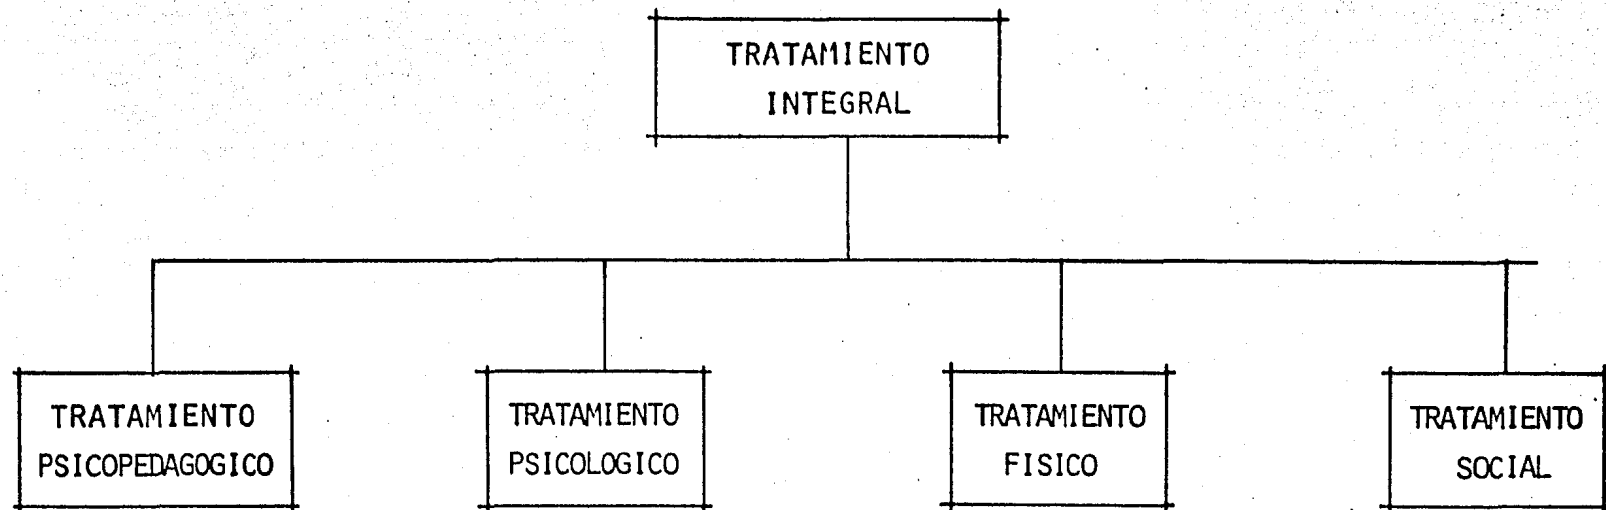 TRATAMIENTO
INTEGRAL
TRATAMIENTO
PSICOPEDAGOGICO
TRATAMIENTO
PSICOLOGICO
TRATAMIENTO
FISICO
TRATAMIENTO
SOCIAL